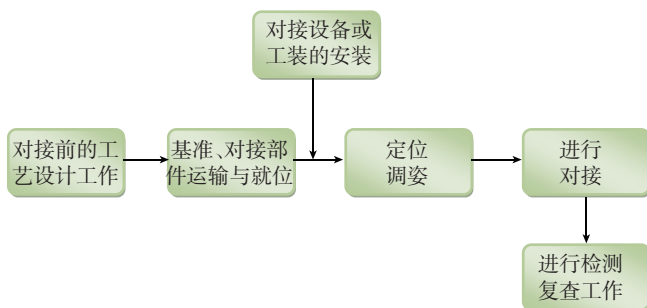 对接设备或
工装的安装
对接前的工
艺设计工作
基准、对接部
件运输与就位
定位
调姿
进行
对接
进行检测
复查工作